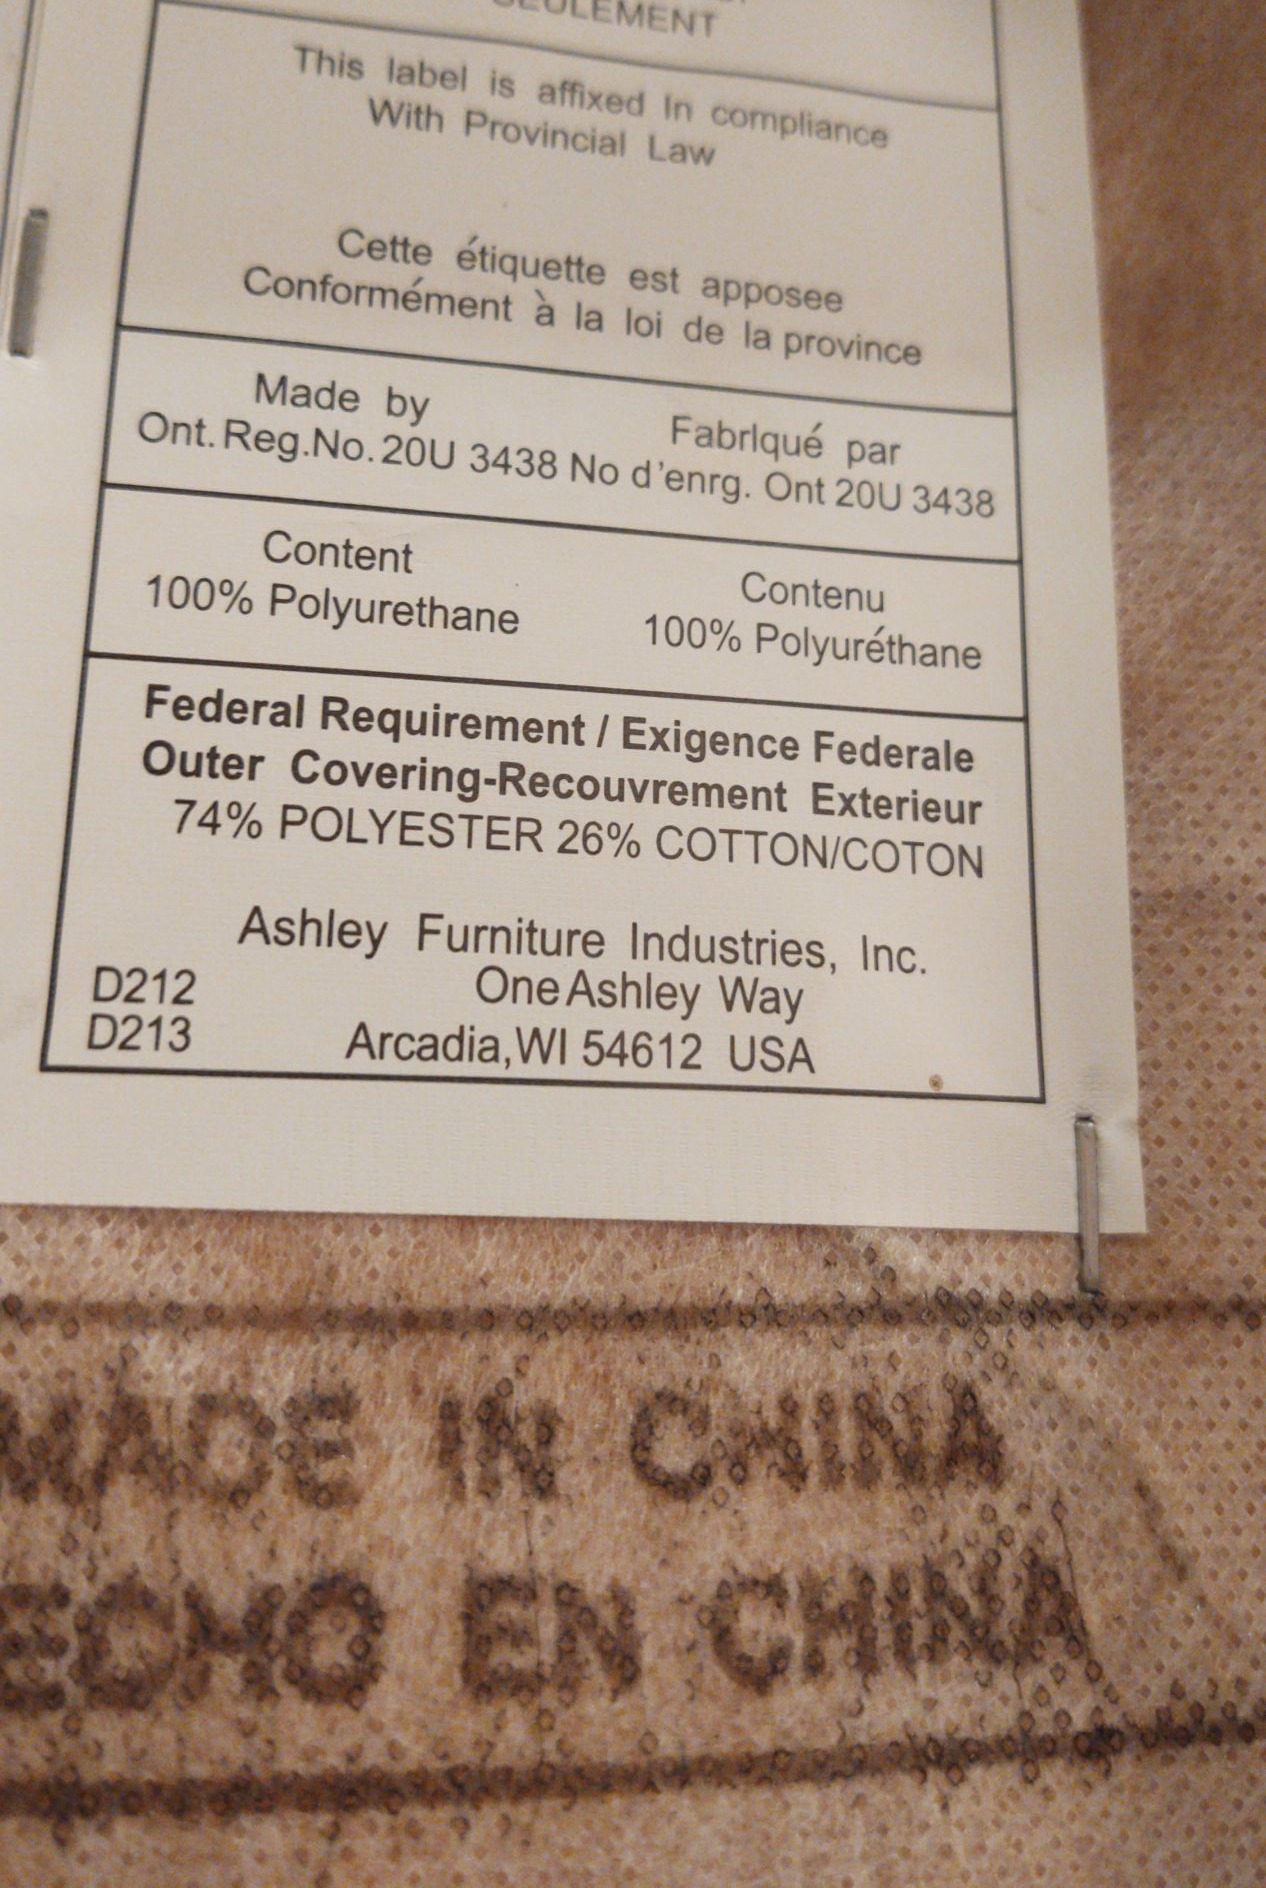 SEULEMENT
This label is affixed In compliance
With Provincial Law
Cette étiquette est apposee
Conformément à la loi de la province
Made by
Fabrlqué par
Ont. Reg.No. 20U 3438 No d'enrg. Ont 20U 3438
Content
Contenu
100% Polyurethane
100% Polyuréthane
Federal Requirement / Exigence Federale
Outer Covering-Recouvrement Exterieur
74% POLYESTER 26% COTTON/COTON
Ashley Furniture Industries, Inc.
D212
One Ashley Way
D213
Arcadia,WI 54612 USA
MADE IN CHINA
ECHO EN CHINA